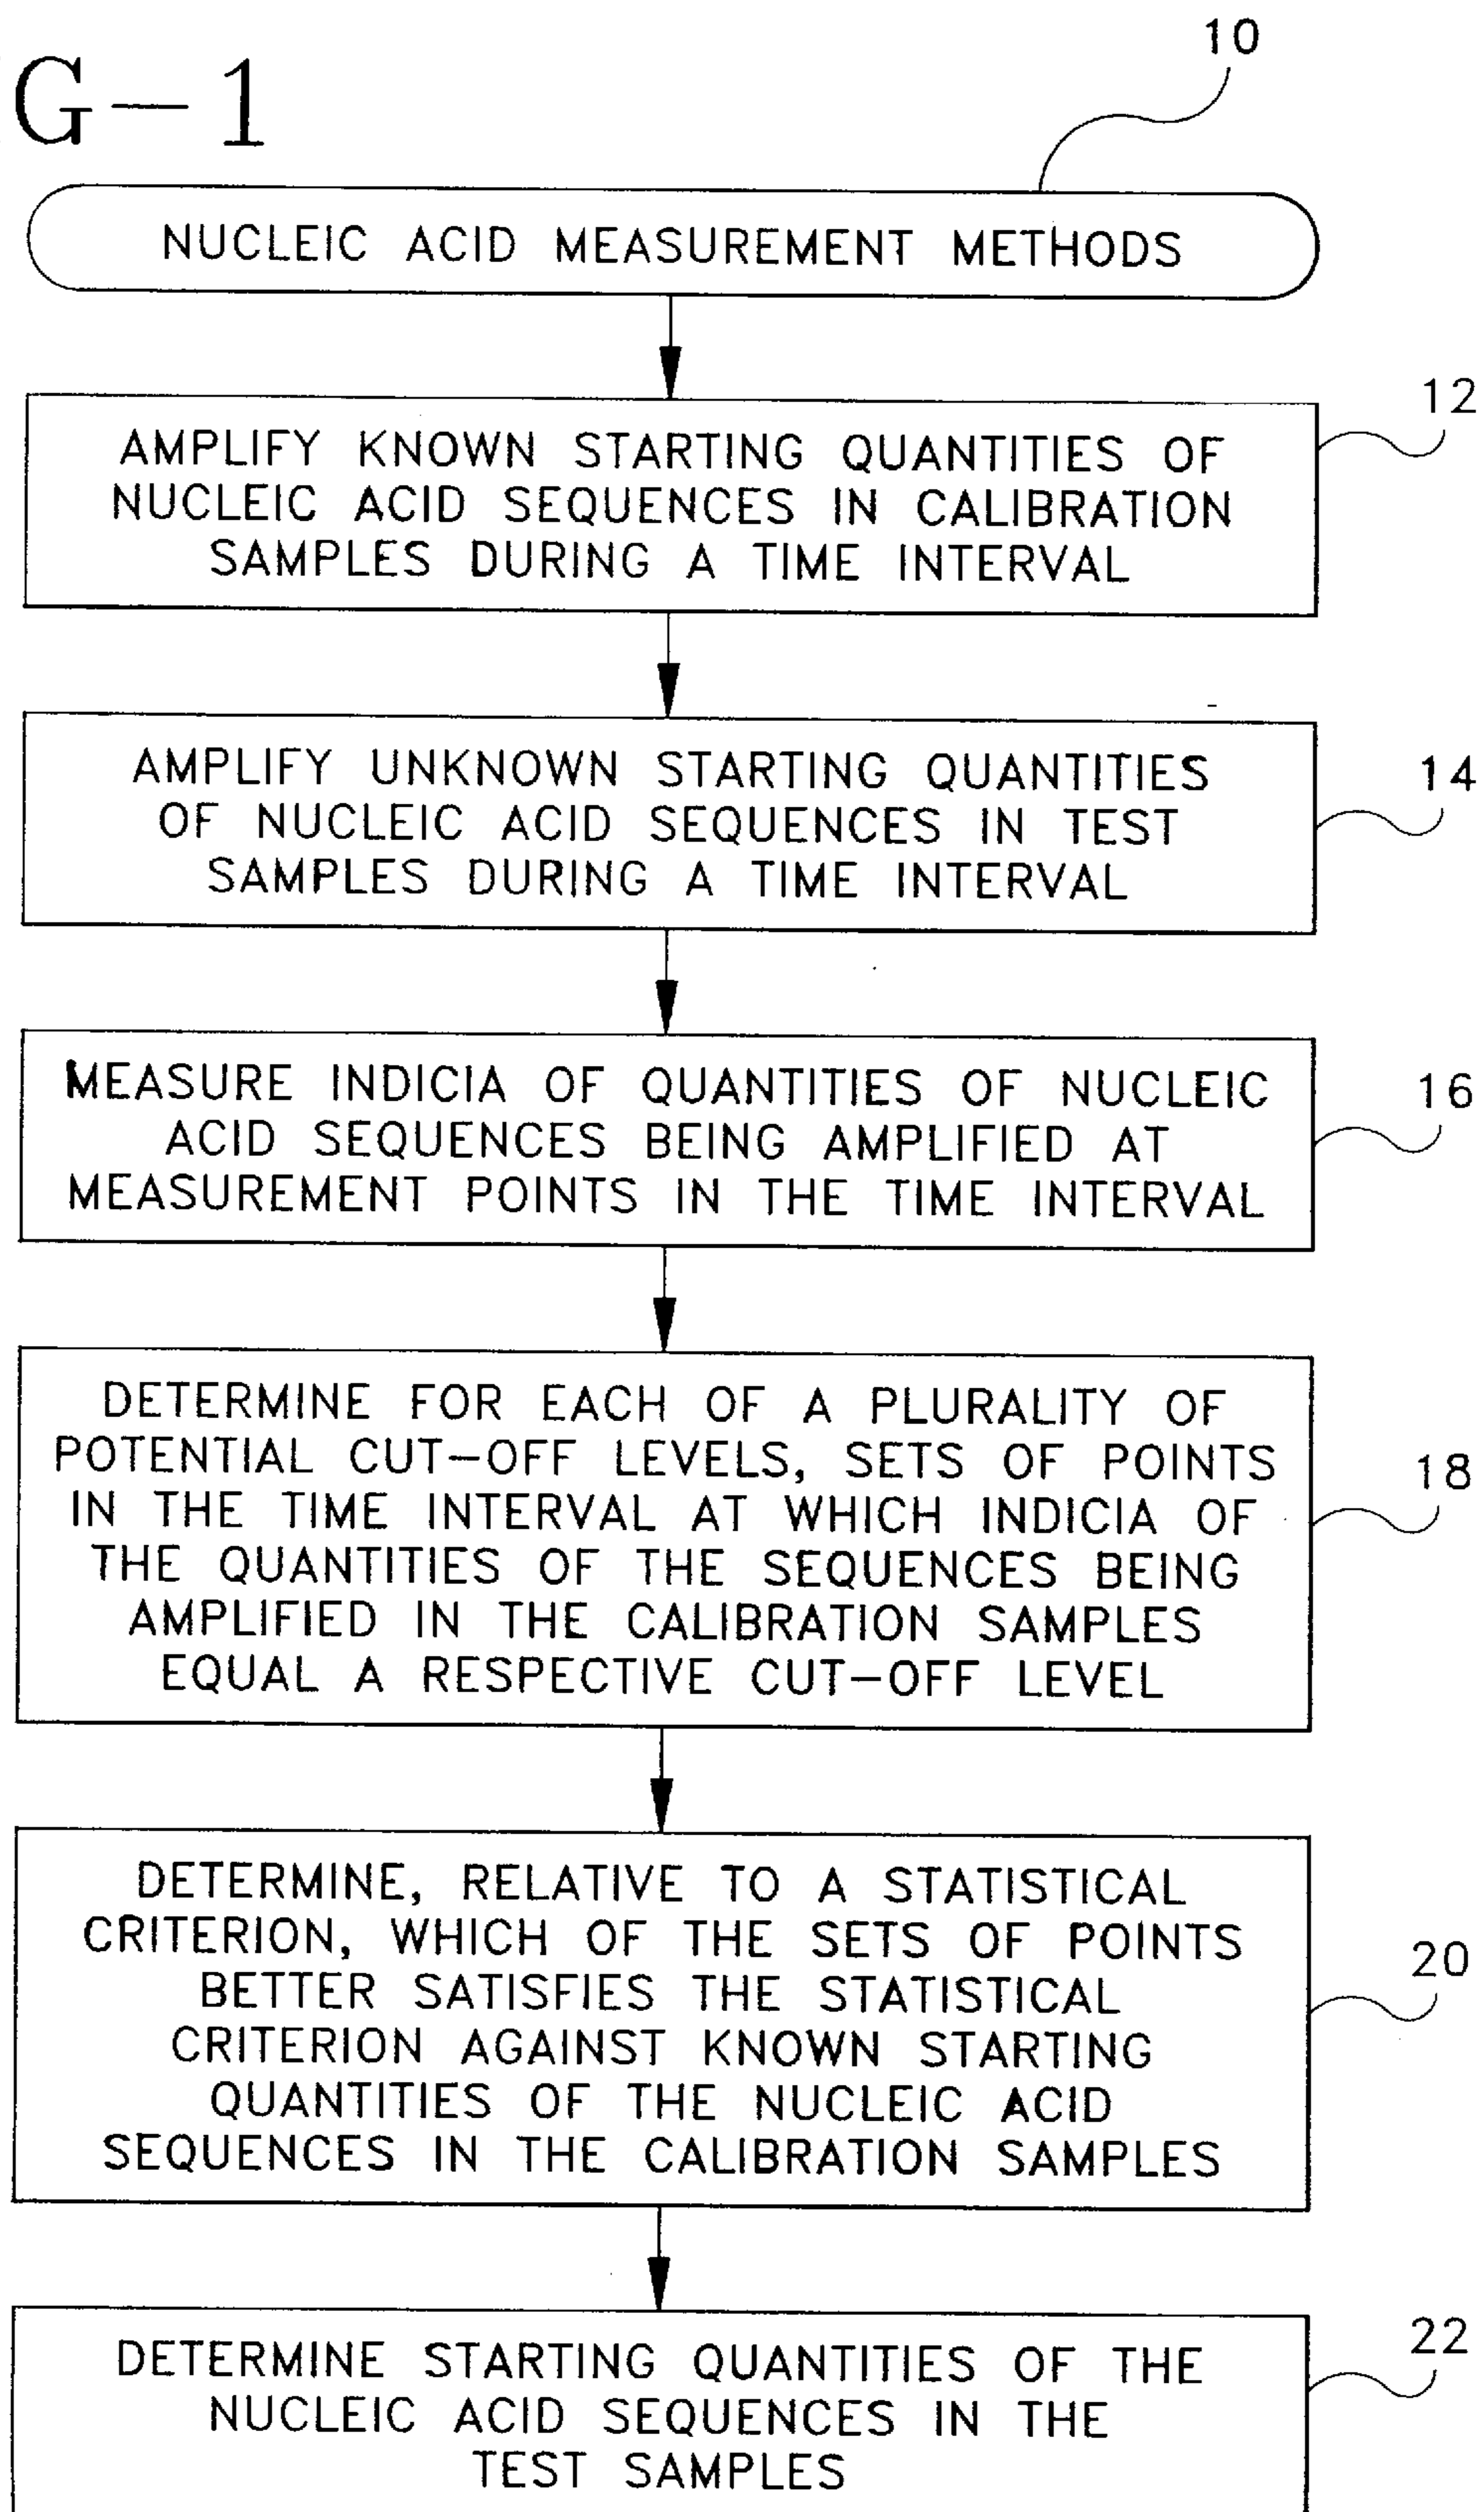 G-1
10
NUCLEIC ACID MEASUREMENT METHODS
12
AMPLIFY KNOWN STARTING QUANTITIES OF
NUCLEIC ACID SEQUENCES IN CALIBRATION
SAMPLES DURING A TIME INTERVAL
14
AMPLIFY UNKNOWN STARTING QUANTITIES
OF NUCLEIC ACID SEQUENCES IN TEST
SAMPLES DURING A TIME INTERVAL
16
MEASURE INDICIA OF QUANTITIES OF NUCLEIC
ACID SEQUENCES BEING AMPLIFIED AT
MEASUREMENT POINTS IN THE TIME INTERVAL
18
DETERMINE FOR EACH OF A PLURALITY OF
POTENTIAL CUT-OFF LEVELS, SETS OF POINTS
IN THE TIME INTERVAL AT WHICH INDICIA OF
THE QUANTITIES OF THE SEQUENCES BEING
AMPLIFIED IN THE CALIBRATION SAMPLES
EQUAL A RESPECTIVE CUT-OFF LEVEL
20
DETERMINE, RELATIVE TO A STATISTICAL
CRITERION, WHICH OF THE SETS OF POINTS
BETTER SATISFIES THE STATISTICAL
CRITERION AGAINST KNOWN STARTING
QUANTITIES OF THE NUCLEIC ACID
SEQUENCES IN THE CALIBRATION SAMPLES
22
DETERMINE STARTING QUANTITIES OF THE
NUCLEIC ACID SEQUENCES IN THE
TEST SAMPLES